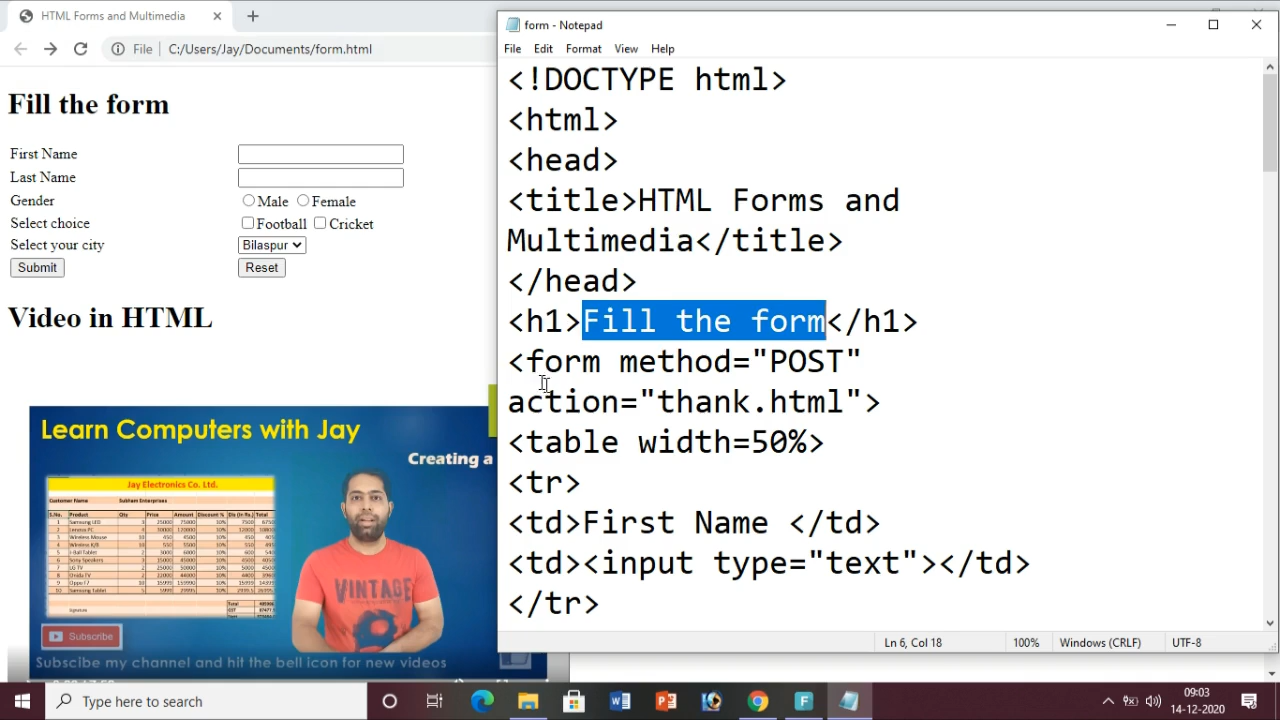 HTML Forms and Multimedia
File
C:/Users/Jay/Documents/form.html
Fill the form
First Name
Last Name
Gender Male Female
Select choice Football Cricket
Select your city Bilaspur
Submit Reset
Video in HTML
Learn Computers with Jay
Creating a
Jay Electronics Co. Ltd.
Customer Name Subham Enterprises
VINTAGE
Subscribe
Subscibe my channel and hit the bell icon for new videos
form - Notepad
File Edit Format View Help
<!DOCTYPE html>
<html>
<head>
<title>HTML Forms and
Multimedia</title>
</head>
<h1>Fill the form</h1>
<form method="POST"
action="thank.html">
<table width=50%>
<tr>
<td>First Name </td>
<td><input type="text"></td>
</tr>
Ln 6, Col 18 100% Windows (CRLF) UTF-8
Type here to search
09:03
14-12-2020